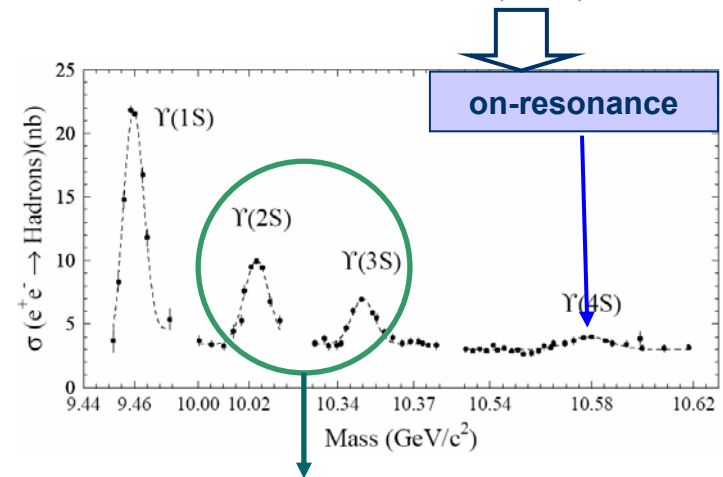 on-resonance
25
20
15
10
5
0
σ (e⁺e⁻ → Hadrons)(nb)
ϒ(1S)
ϒ(2S)
ϒ(3S)
ϒ(4S)
9.44 9.46 10.00 10.02 10.34 10.37 10.54 10.58 10.62
Mass (GeV/c²)